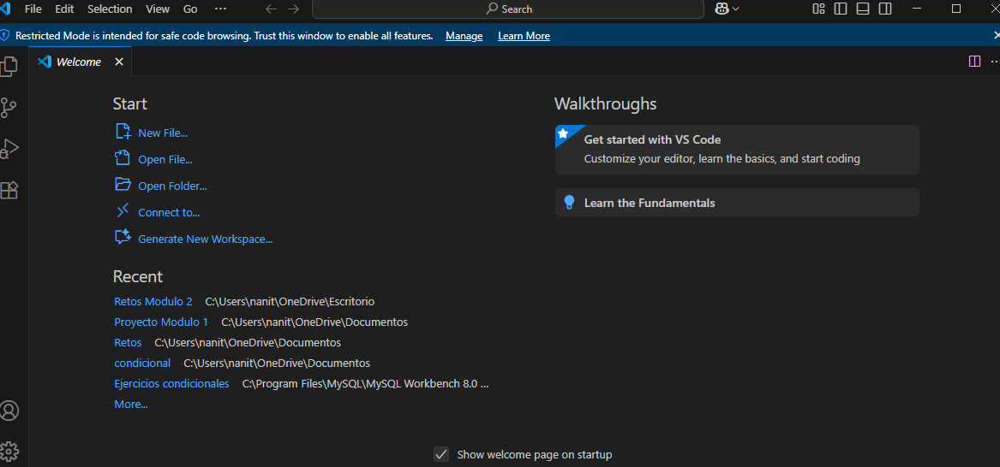 File Edit Selection View Go ··· Search
Restricted Mode is intended for safe code browsing. Trust this window to enable all features. Manage Learn More
Welcome
Start
New File...
Open File...
Open Folder...
Connect to...
Generate New Workspace...
Recent
Retos Modulo 2 C:\Users\nanit\OneDrive\Escritorio
Proyecto Modulo 1 C:\Users\nanit\OneDrive\Documentos
Retos C:\Users\nanit\OneDrive\Documentos
condicional C:\Users\nanit\OneDrive\Documentos
Ejercicios condicionales C:\Program Files\MySQL\MySQL Workbench 8.0 ...
More...
Walkthroughs
Get started with VS Code
Customize your editor, learn the basics, and start coding
Learn the Fundamentals
Show welcome page on startup